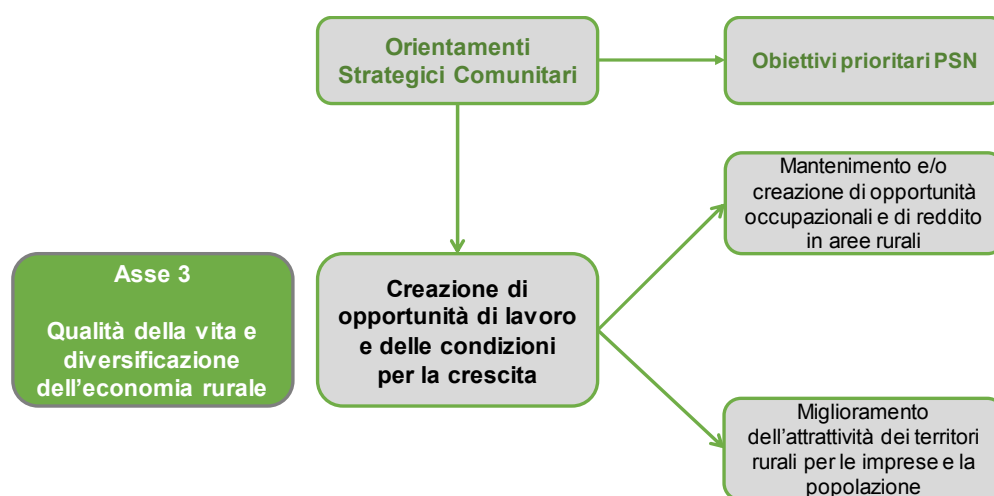 Orientamenti
Strategici Comunitari
Obiettivi prioritari PSN
Mantenimento e/o
creazione di opportunità
occupazionali e di reddito
in aree rurali
Asse 3
Qualità della vita e
diversificazione
dell'economia rurale
Creazione di
opportunità di lavoro
e delle condizioni
per la crescita
Miglioramento
dell'attrattività dei territori
rurali per le imprese e la
popolazione